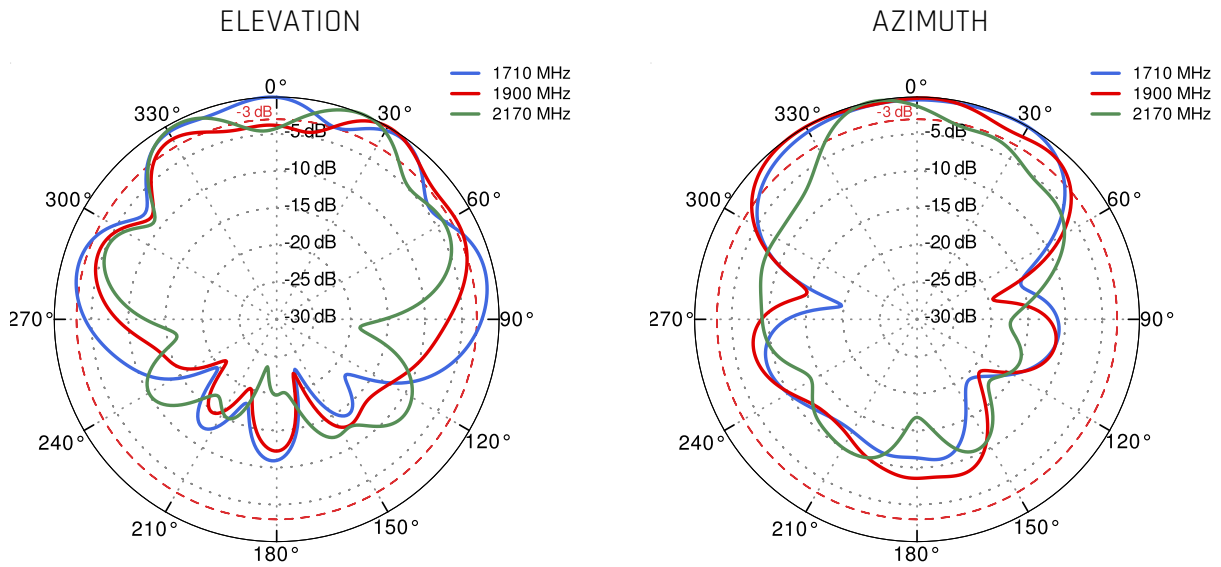 ELEVATION
1710 MHz
1900 MHz
2170 MHz
0°
30°
60°
90°
120°
150°
180°
210°
240°
270°
300°
330°
-3 dB
-5 dB
-10 dB
-15 dB
-20 dB
-25 dB
-30 dB
AZIMUTH
1710 MHz
1900 MHz
2170 MHz
0°
30°
60°
90°
120°
150°
180°
210°
240°
270°
300°
330°
-3 dB
-5 dB
-10 dB
-15 dB
-20 dB
-25 dB
-30 dB